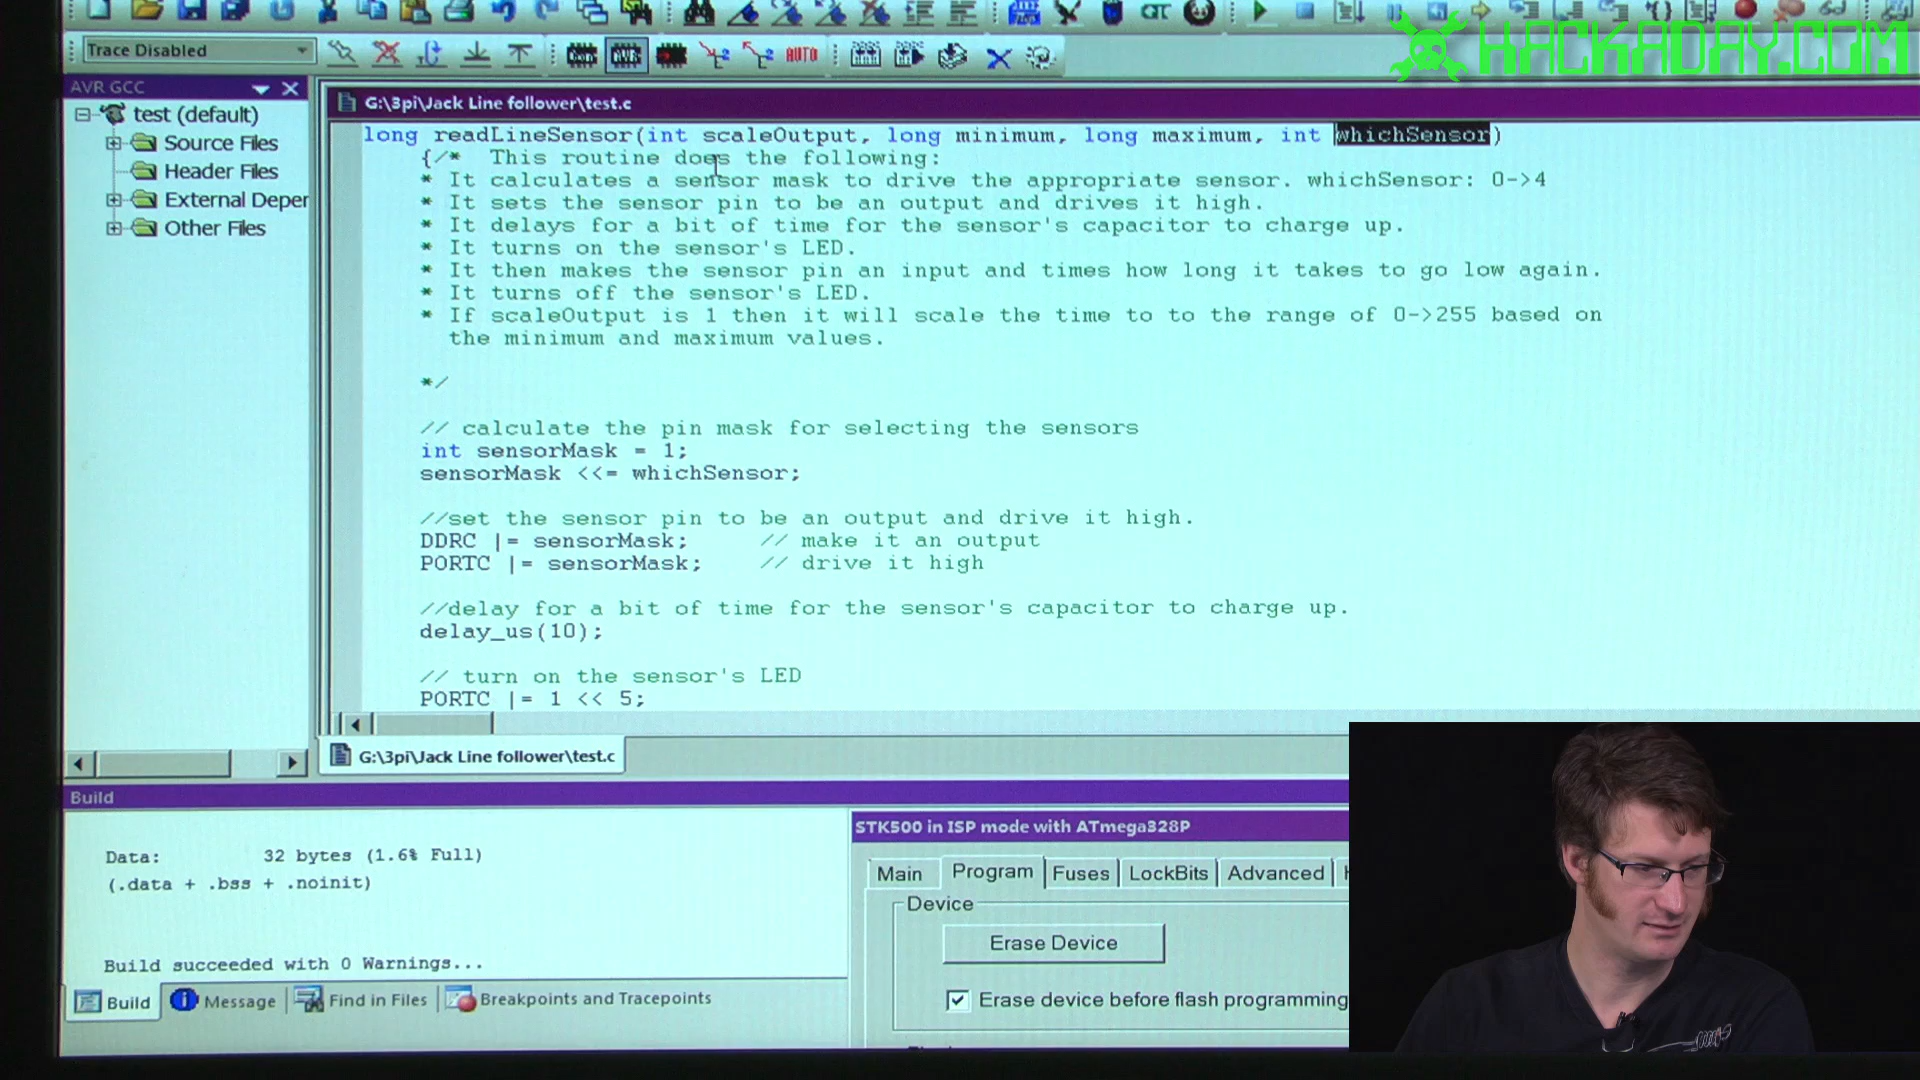 HACKADAY.COM
Trace Disabled
AUTO
AVR GCC
test (default)
Source Files
Header Files
External Deper
Other Files
G:\3pi\Jack Line follower\test.c
long readLineSensor(int scaleOutput, long minimum, long maximum, int whichSensor)
{/*  This routine does the following:
* It calculates a sensor mask to drive the appropriate sensor. whichSensor: 0->4
* It sets the sensor pin to be an output and drives it high.
* It delays for a bit of time for the sensor's capacitor to charge up.
* It turns on the sensor's LED.
* It then makes the sensor pin an input and times how long it takes to go low again.
* It turns off the sensor's LED.
* If scaleOutput is 1 then it will scale the time to to the range of 0->255 based on
the minimum and maximum values.
*/
// calculate the pin mask for selecting the sensors
int sensorMask = 1;
sensorMask <<= whichSensor;
//set the sensor pin to be an output and drive it high.
DDRC |= sensorMask;     // make it an output
PORTC |= sensorMask;    // drive it high
//delay for a bit of time for the sensor's capacitor to charge up.
delay_us(10);
// turn on the sensor's LED
PORTC |= 1 << 5;
G:\3pi\Jack Line follower\test.c
Build
Data:       32 bytes (1.6% Full)
(.data + .bss + .noinit)
Build succeeded with 0 Warnings...
Build
Message
Find in Files
Breakpoints and Tracepoints
STK500 in ISP mode with ATmega328P
Main
Program
Fuses
LockBits
Advanced
Device
Erase Device
Erase device before flash programming